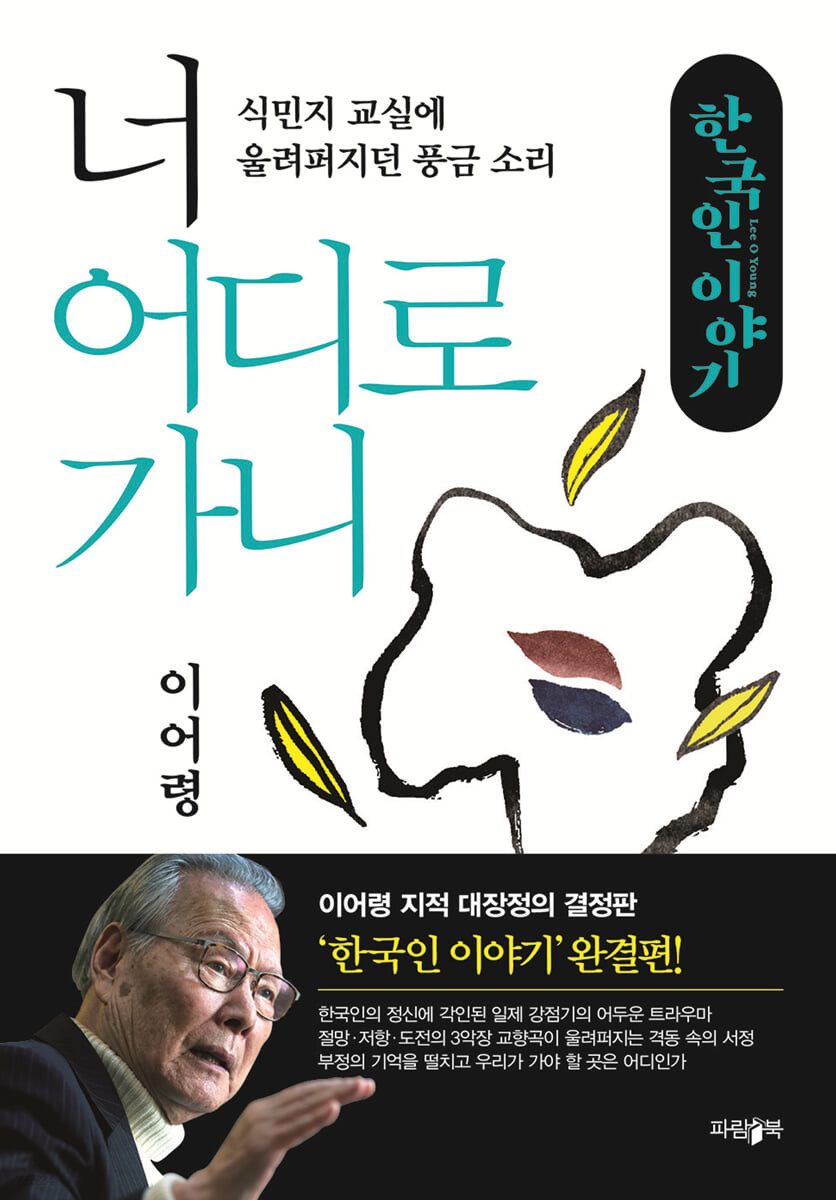 너
식민지 교실에
울려퍼지던 풍금 소리
어디로
가니
한국인 이야기
Lee O Young
이어령
이어령 지적 대장정의 결정판
‘한국인 이야기’ 완결편!
한국인의 정신에 각인된 일제 강점기의 어두운 트라우마
절망·저항·도전의 3악장 교향곡이 울려퍼지는 격동 속의 서정
부정의 기억을 떨치고 우리가 가야 할 곳은 어디인가
파람북